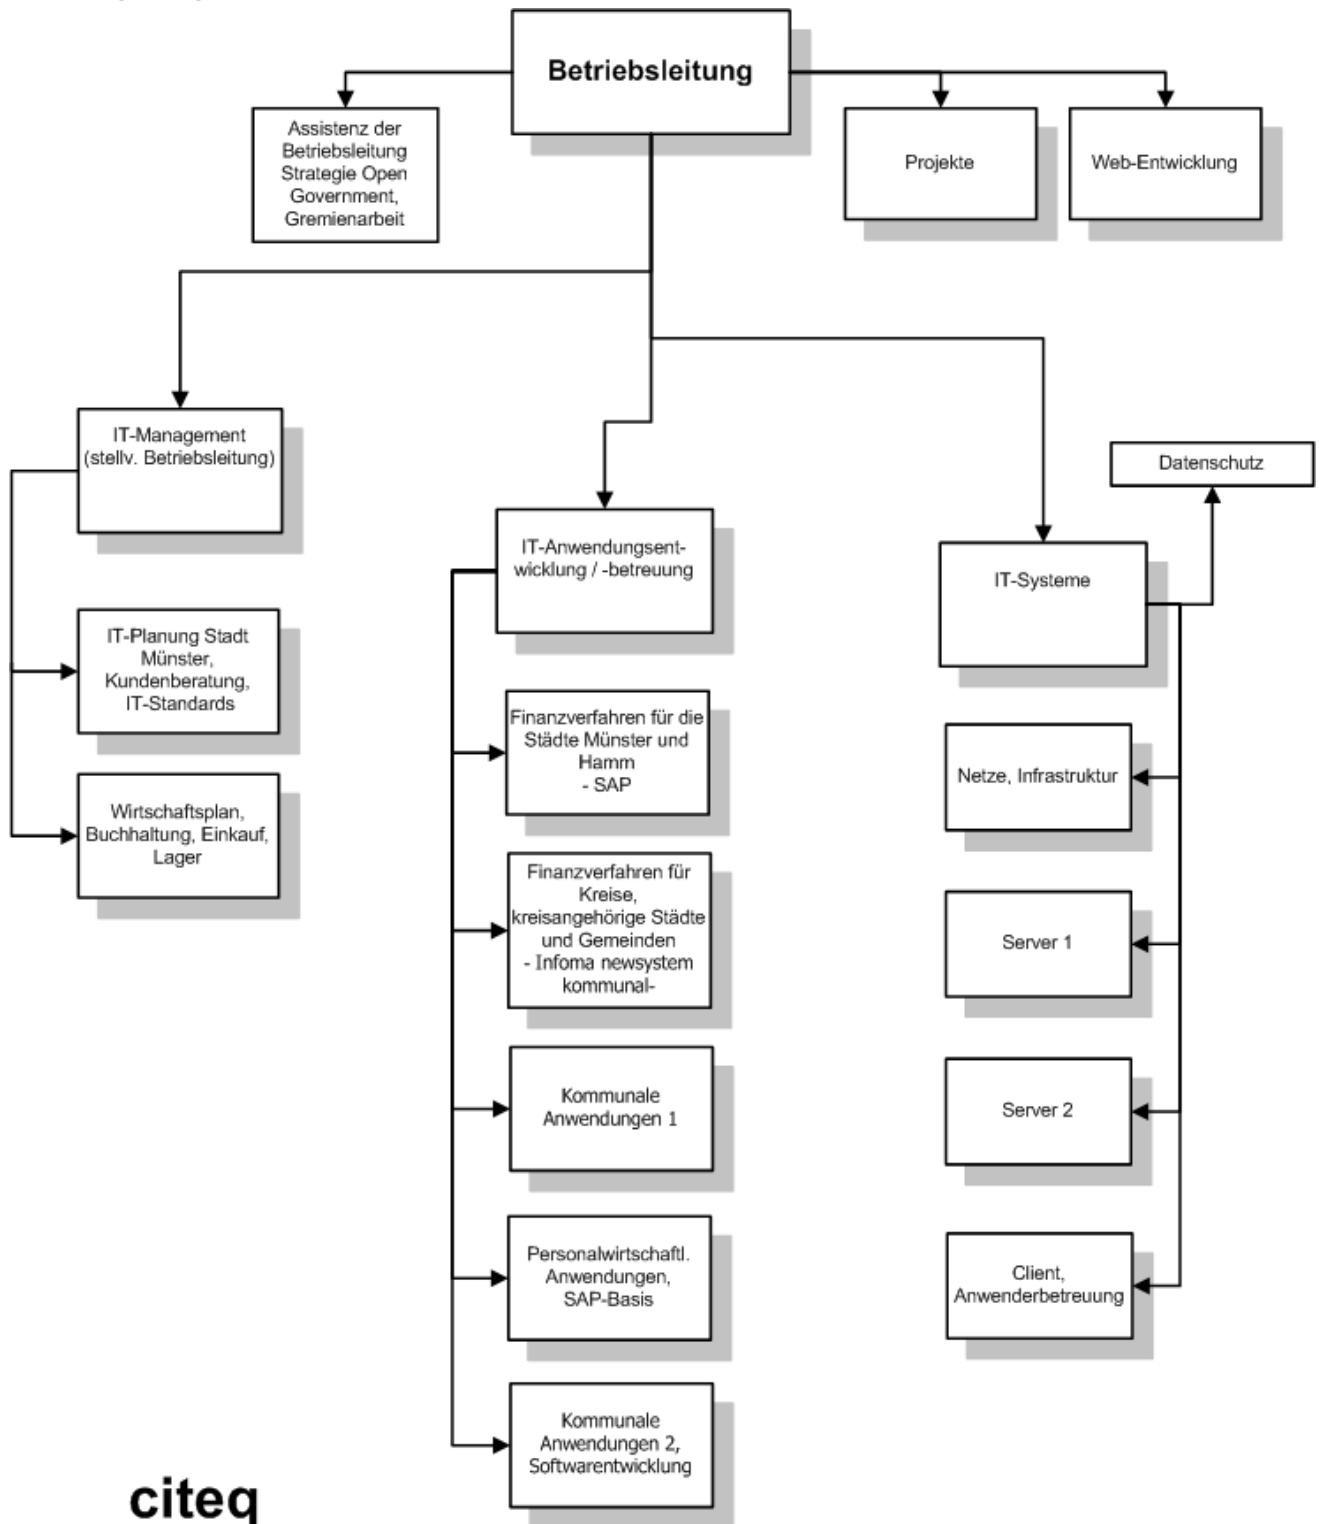 Betriebsleitung
Assistenz der
Betriebsleitung
Strategie Open
Government,
Gremienarbeit
Projekte
Web-Entwicklung
IT-Management
(stellv. Betriebsleitung)
IT-Planung Stadt
Münster,
Kundenberatung,
IT-Standards
Wirtschaftsplan,
Buchhaltung, Einkauf,
Lager
IT-Anwendungsent-
wicklung / -betreuung
Finanzverfahren für die
Städte Münster und
Hamm
- SAP
Finanzverfahren für
Kreise,
kreisangehörige Städte
und Gemeinden
- Infoma newsystem
kommunal-
Kommunale
Anwendungen 1
Personalwirtschaftl.
Anwendungen,
SAP-Basis
Kommunale
Anwendungen 2,
Softwarentwicklung
Datenschutz
IT-Systeme
Netze, Infrastruktur
Server 1
Server 2
Client,
Anwenderbetreuung
citeq